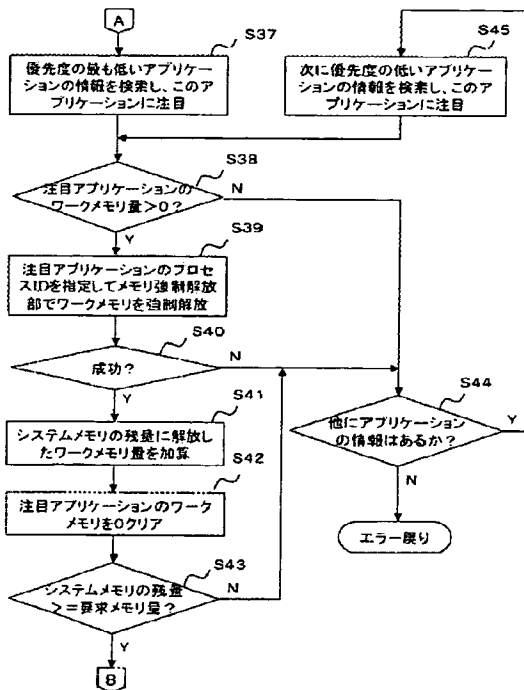 A
S37
優先度の最も低いアプリケー
ションの情報を検索し、このア
プリケーションに注目
S45
次に優先度の低いアプリケー
ションの情報を検索し、このア
プリケーションに注目
S38
注目アプリケーションの
ワークメモリ量>0?
N
Y
S39
注目アプリケーションのプロセ
スIDを指定してメモリ強制解放
部でワークメモリを強制解放
S40
成功?
N
Y
S41
システムメモリの残量に解放し
たワークメモリ量を加算
S42
注目アプリケーションのワーク
メモリを0クリア
S43
システムメモリの残量
>=要求メモリ量?
N
Y
B
S44
他にアプリケーション
の情報はあるか?
Y
N
エラー戻り